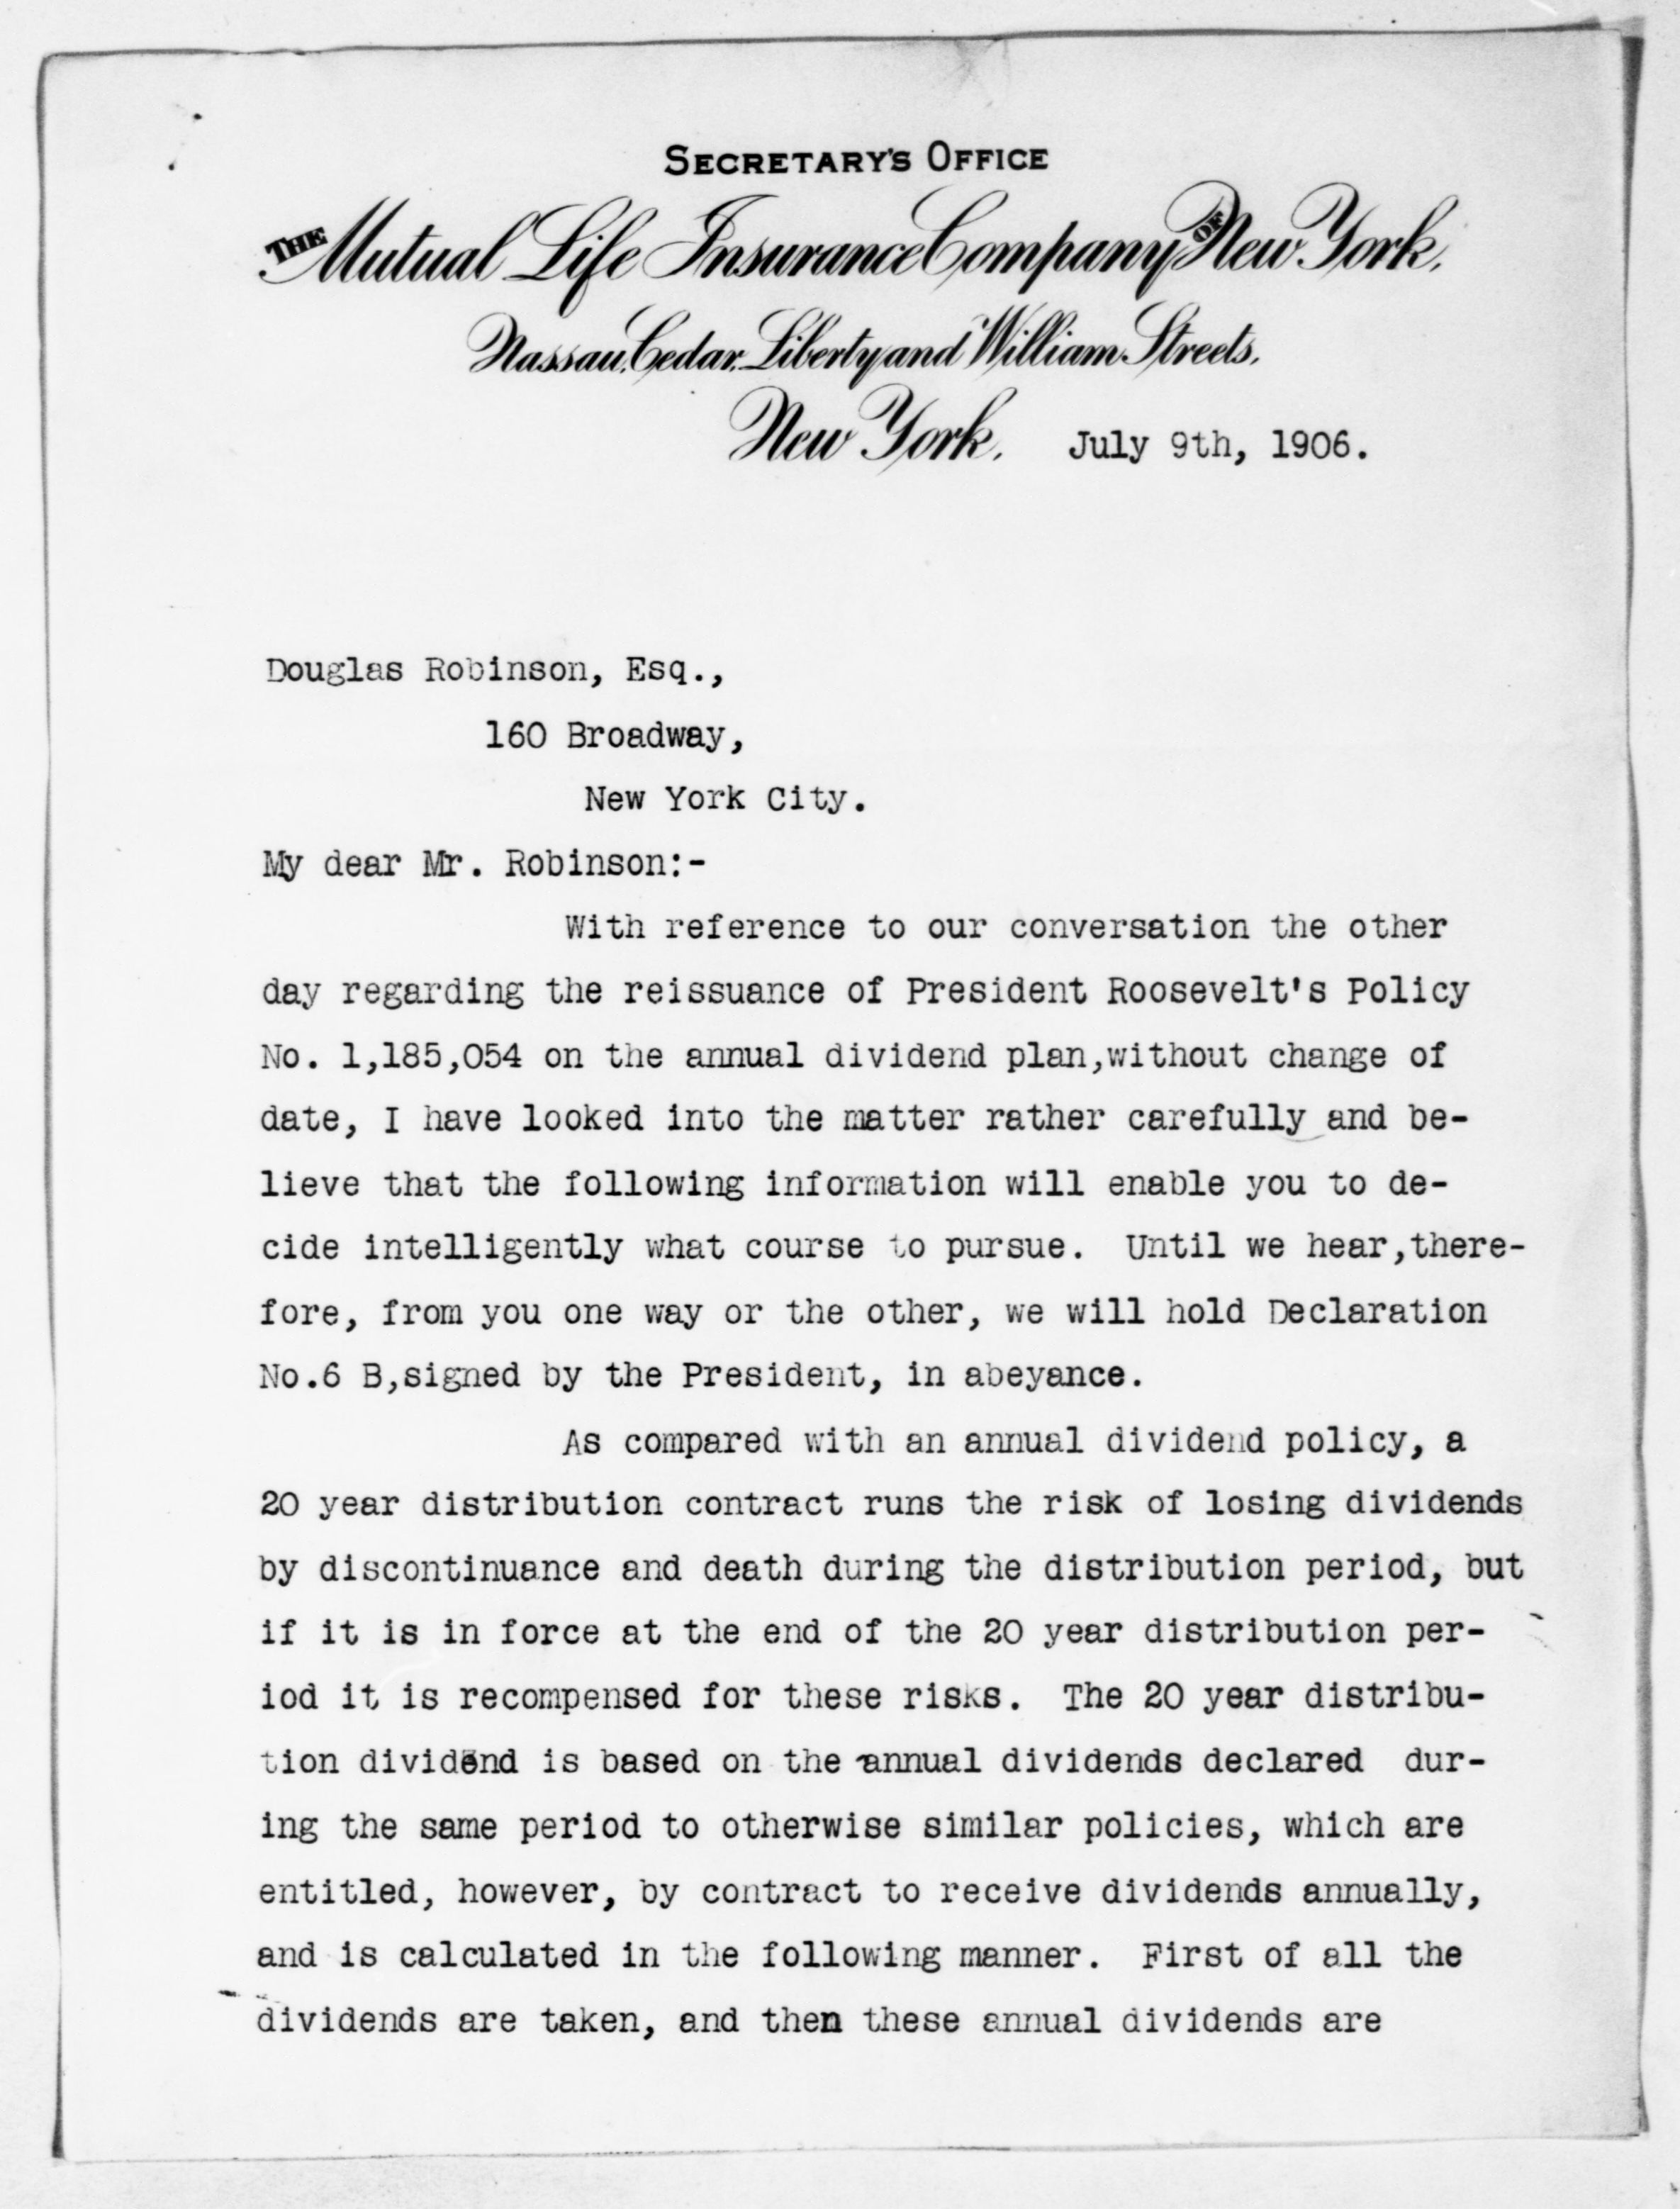 SECRETARY'S OFFICE
THE Mutual Life Insurance Company OF New York,
Nassau, Cedar, Liberty and William Streets,
New York, July 9th, 1906.
Douglas Robinson, Esq.,
160 Broadway,
New York City.
My dear Mr. Robinson:-
With reference to our conversation the other
day regarding the reissuance of President Roosevelt's Policy
No. 1,185,054 on the annual dividend plan,without change of
date, I have looked into the matter rather carefully and be-
lieve that the following information will enable you to de-
cide intelligently what course to pursue. Until we hear,there-
fore, from you one way or the other, we will hold Declaration
No.6 B,signed by the President, in abeyance.
As compared with an annual dividend policy, a
20 year distribution contract runs the risk of losing dividends
by discontinuance and death during the distribution period, but
if it is in force at the end of the 20 year distribution per-
iod it is recompensed for these risks. The 20 year distribu-
tion dividend is based on the annual dividends declared dur-
ing the same period to otherwise similar policies, which are
entitled, however, by contract to receive dividends annually,
and is calculated in the following manner. First of all the
dividends are taken, and then these annual dividends are